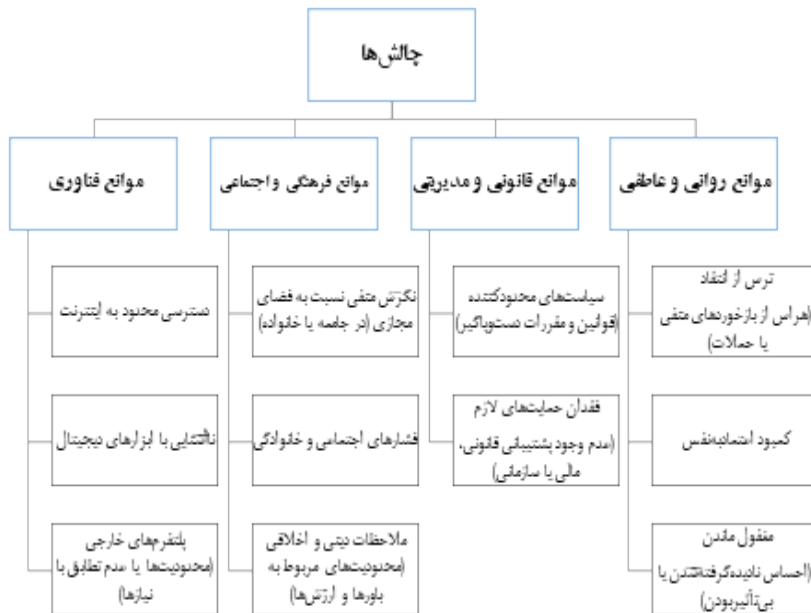 چالش‌ها
موانع روانی و عاطفی
موانع قانونی و مدیریتی
موانع فرهنگی و اجتماعی
موانع فناوری
ترس از انتقاد
(هراس از بازخوردهای منفی
یا حملات)
کمبود اعتمادبه‌نفس
منفعل ماندن
(احساس نادیده‌گرفته‌شدن یا
بی‌تأثیربودن)
سیاست‌های محدودکننده
(قوانین و مقررات دست‌وپاگیر)
فقدان حمایت‌های لازم
(عدم وجود پشتیبانی قانونی،
مالی یا سازمانی)
نگرش منفی نسبت به فضای
مجازی (در جامعه یا خانواده)
فشارهای اجتماعی و خانوادگی
ملاحظات دینی و اخلاقی
(محدودیت‌های مربوط به
باورها و ارزش‌ها)
دسترسی محدود به اینترنت
ناآشنایی با ابزارهای دیجیتال
پلتفرم‌های خارجی
(محدودیت‌ها یا عدم تطابق با
نیازها)